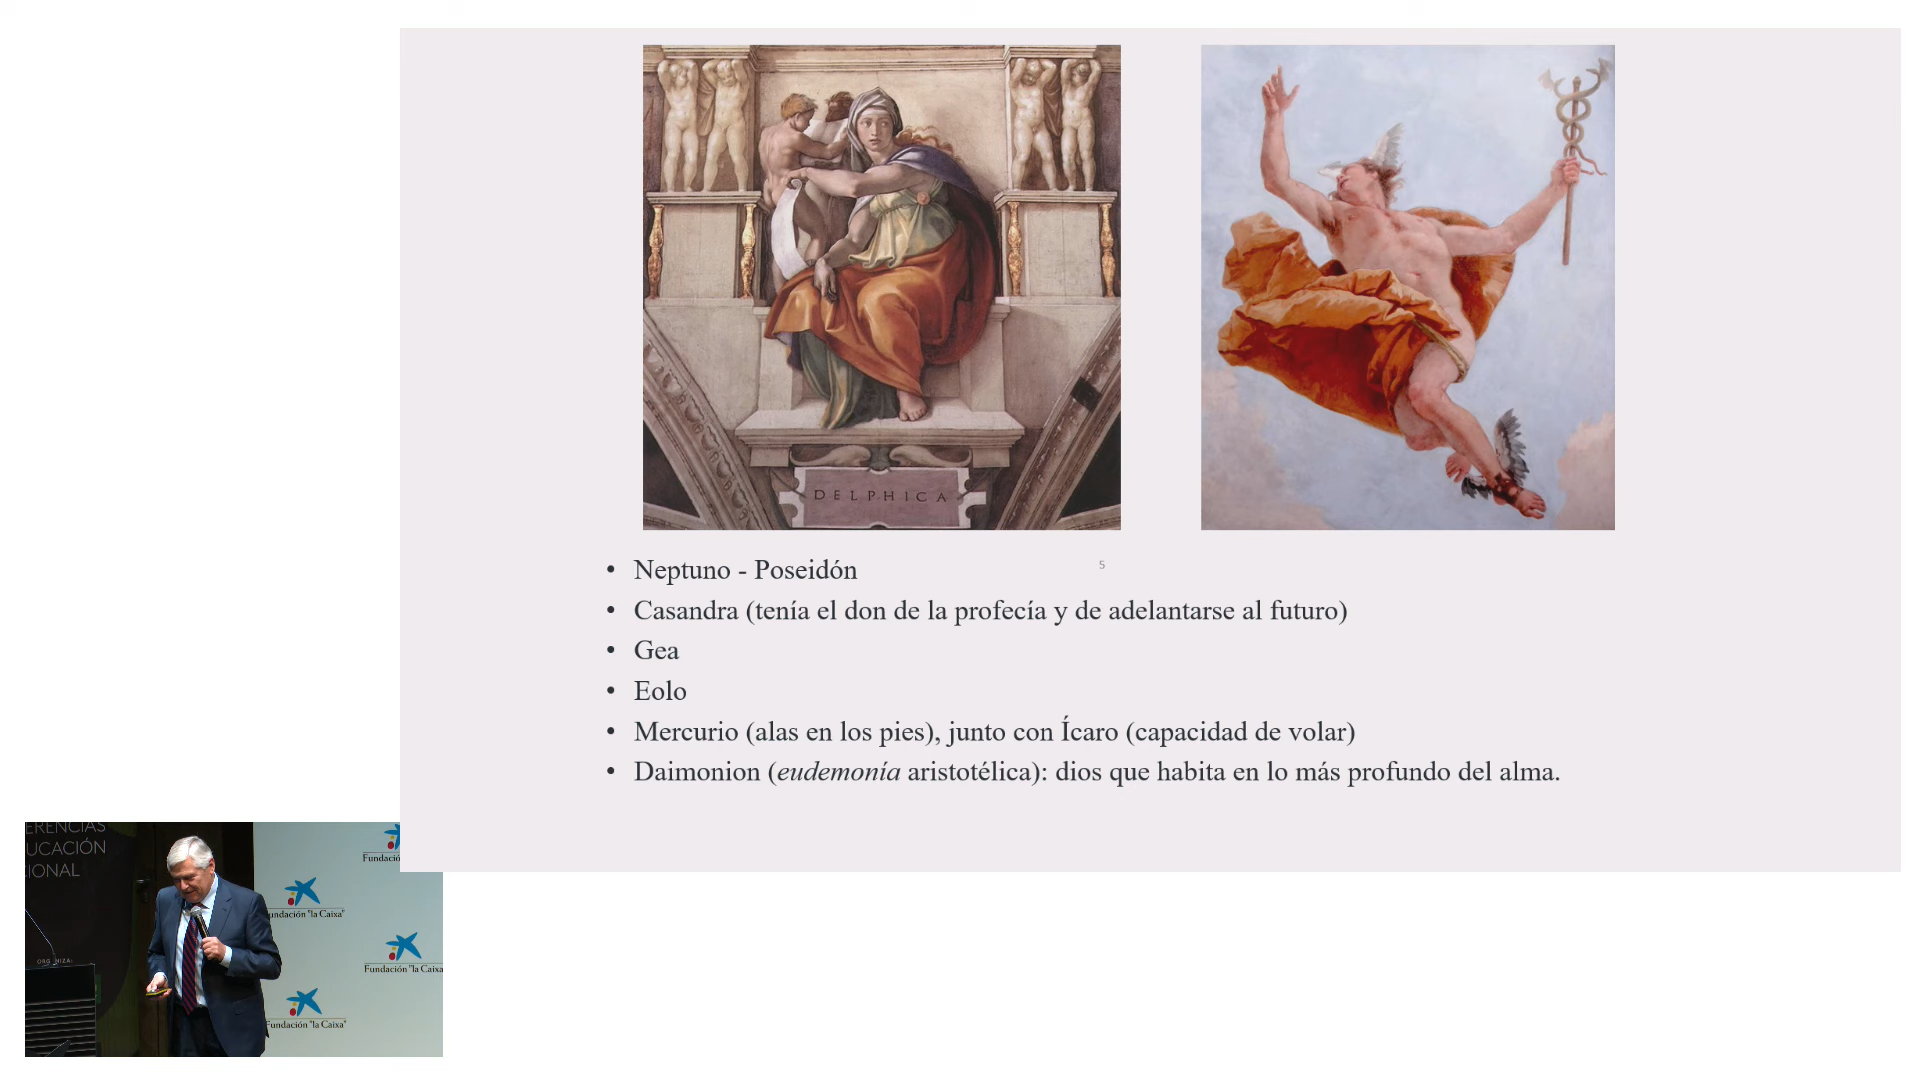 DELPHICA
5
• Neptuno - Poseidón
• Casandra (tenía el don de la profecía y de adelantarse al futuro)
• Gea
• Eolo
• Mercurio (alas en los pies), junto con Ícaro (capacidad de volar)
• Daimonion (eudemonía aristotélica): dios que habita en lo más profundo del alma.
ERENCIAS
UCACIÓN
IONAL
ORGANIZA:
Fundació
Fundación "la Caixa"
Fundación "la Caixa
Fundación "la Caixa"